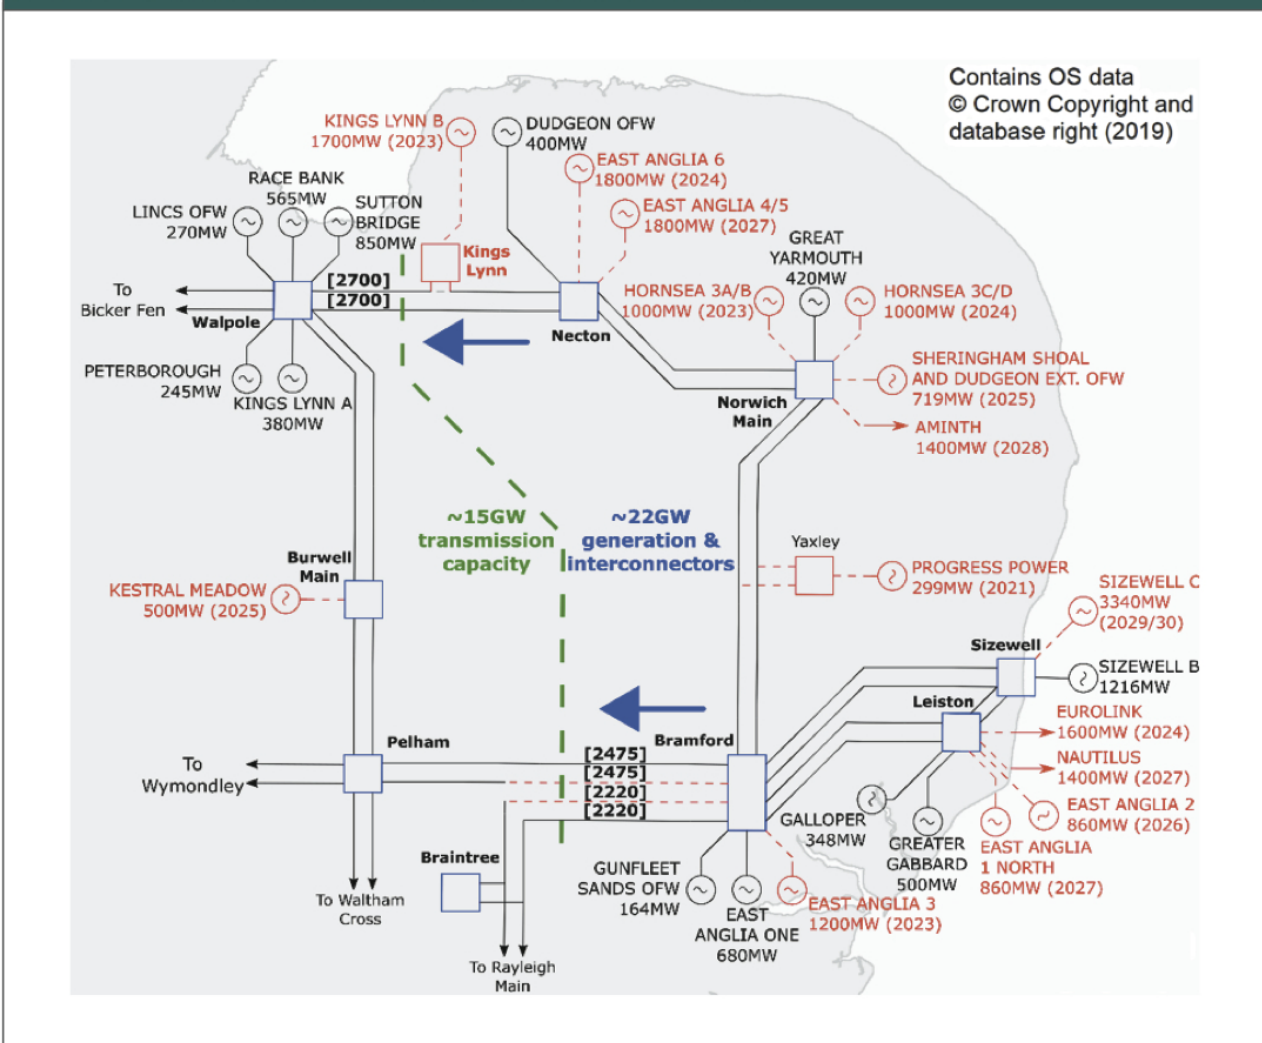 Contains OS data
© Crown Copyright and
database right (2019)
KINGS LYNN B
1700MW (2023)
DUDGEON OFW
400MW
EAST ANGLIA 6
1800MW (2024)
EAST ANGLIA 4/5
1800MW (2027)
RACE BANK
565MW
LINCS OFW
270MW
SUTTON
BRIDGE
850MW
Kings
Lynn
GREAT
YARMOUTH
420MW
HORNSEA 3A/B
1000MW (2023)
HORNSEA 3C/D
1000MW (2024)
To
Bicker Fen
[2700]
[2700]
Walpole
Necton
PETERBOROUGH
245MW
KINGS LYNN A
380MW
Norwich
Main
SHERINGHAM SHOAL
AND DUDGEON EXT. OFW
719MW (2025)
AMINTH
1400MW (2028)
~15GW
transmission
capacity
~22GW
generation &
interconnectors
Burwell
Main
KESTRAL MEADOW
500MW (2025)
Yaxley
PROGRESS POWER
299MW (2021)
SIZEWELL C
3340MW
(2029/30)
Sizewell
SIZEWELL B
1216MW
Leiston
EUROLINK
1600MW (2024)
NAUTILUS
1400MW (2027)
EAST ANGLIA 2
860MW (2026)
EAST ANGLIA
1 NORTH
860MW (2027)
GALLOPER
348MW
GREATER
GABBARD
500MW
Pelham
To
Wymondley
Bramford
[2475]
[2475]
[2220]
[2220]
Braintree
To Waltham
Cross
To Rayleigh
Main
GUNFLEET
SANDS OFW
164MW
EAST
ANGLIA ONE
680MW
EAST ANGLIA 3
1200MW (2023)